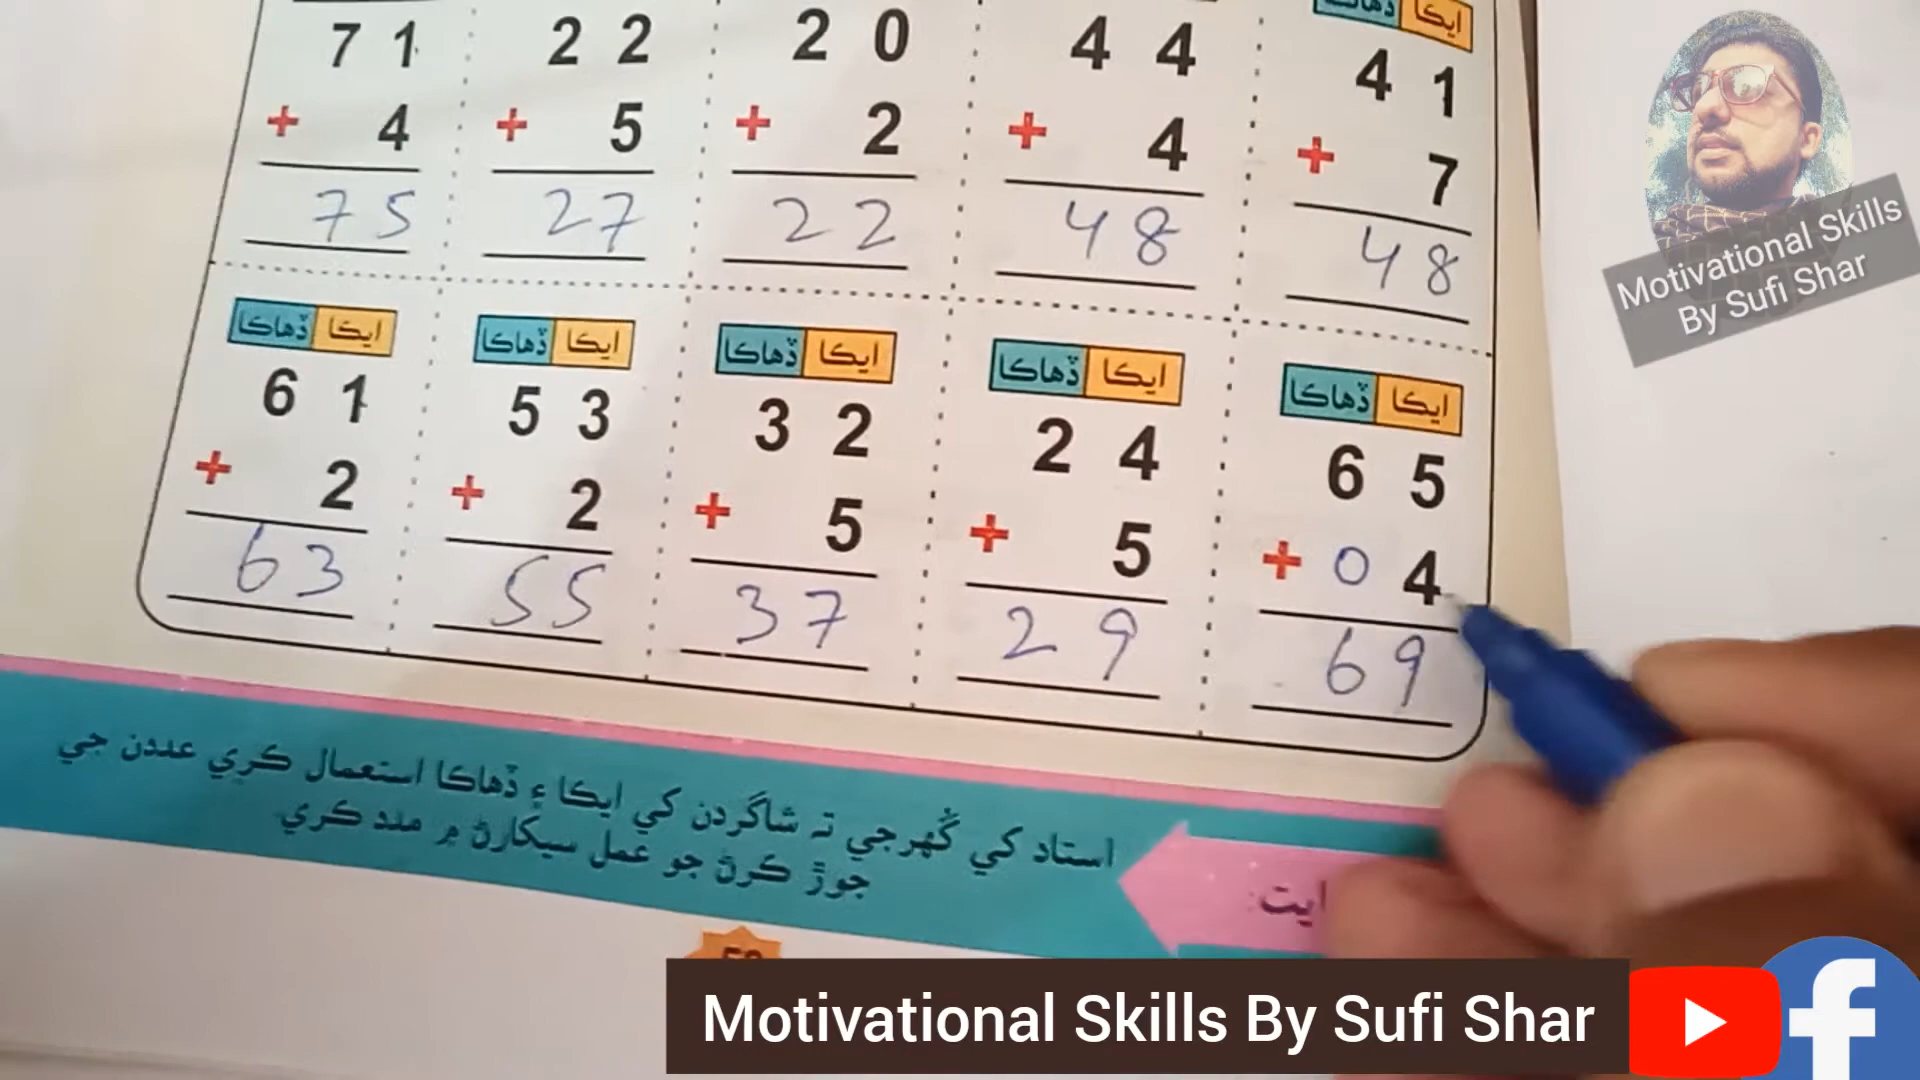 ڏهاڪا ايڪا
71 22 20 44 41
+ 4 + 5 + 2 + 4 + 7
75 27 22 48 48
ڏهاڪا ايڪا ڏهاڪا ايڪا ڏهاڪا ايڪا ڏهاڪا ايڪا ڏهاڪا ايڪا
61 53 32 24 65
+ 2 + 2 + 5 + 5 + 04
63 55 37 29 69
استاد کي گهرجي تہ شاگردن کي ايڪا ۽ ڏهاڪا استعمال ڪري عددن جي
جوڙ ڪرڻ جو عمل سيکارڻ ۾ مدد ڪري
Motivational Skills
By Sufi Shar
Motivational Skills By Sufi Shar
f